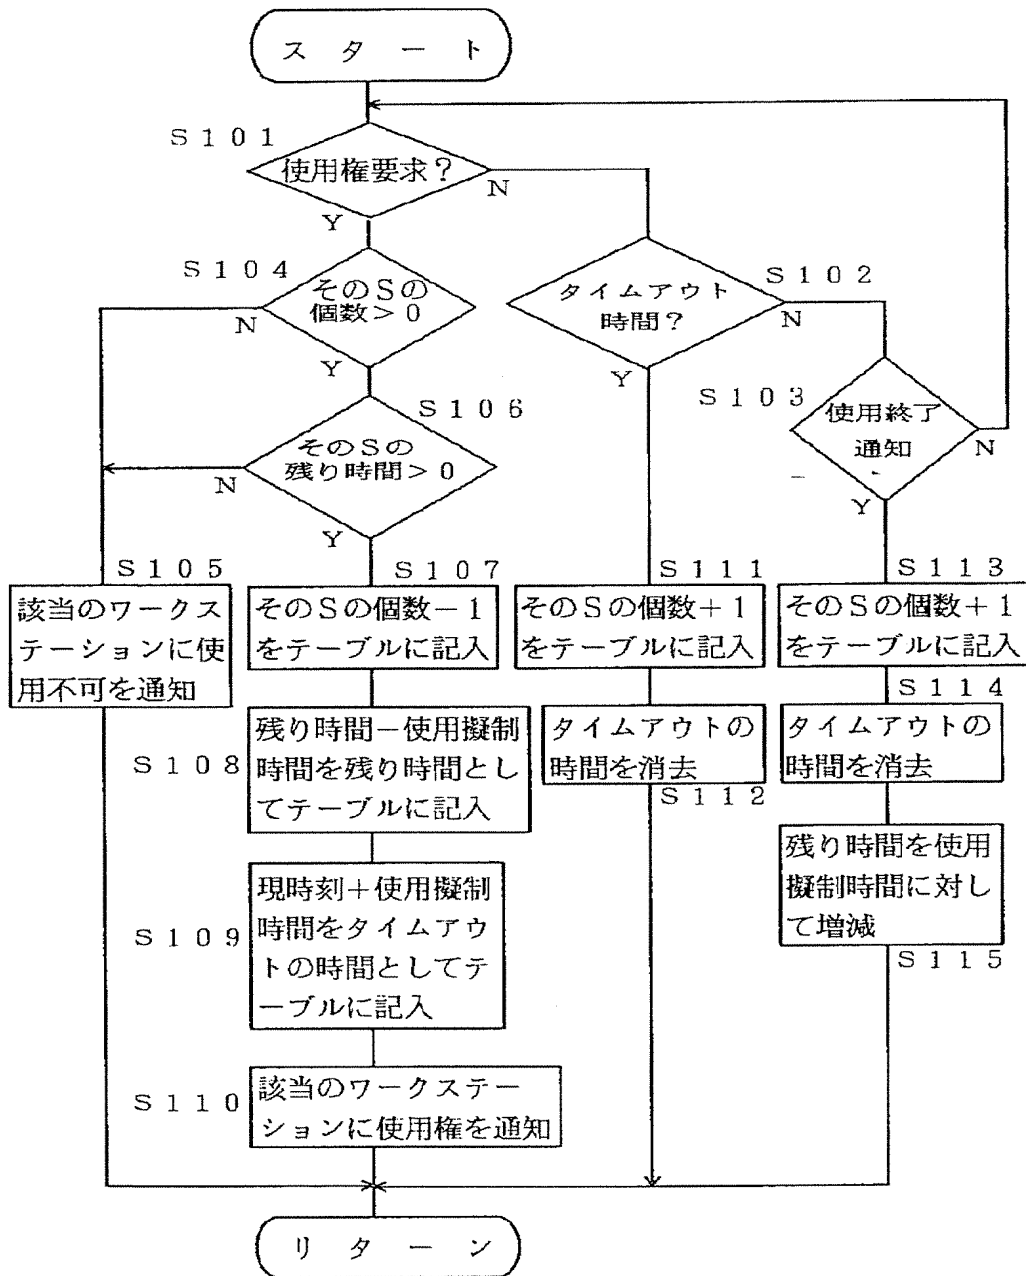 スタート
S101
使用権要求?
N
Y
S104
そのSの
個数>0
N
Y
S102
タイムアウト
時間?
N
Y
S103
使用終了
通知
N
Y
S106
そのSの
残り時間>0
N
Y
S105
該当のワークス
テーションに使
用不可を通知
S107
そのSの個数-1
をテーブルに記入
S111
そのSの個数+1
をテーブルに記入
S113
そのSの個数+1
をテーブルに記入
S108
残り時間-使用擬制
時間を残り時間とし
てテーブルに記入
タイムアウトの
時間を消去
S112
S114
タイムアウトの
時間を消去
S109
現時刻+使用擬制
時間をタイムアウ
トの時間としてテ
ーブルに記入
残り時間を使用
擬制時間に対し
て増減
S115
S110
該当のワークステー
ションに使用権を通知
リターン